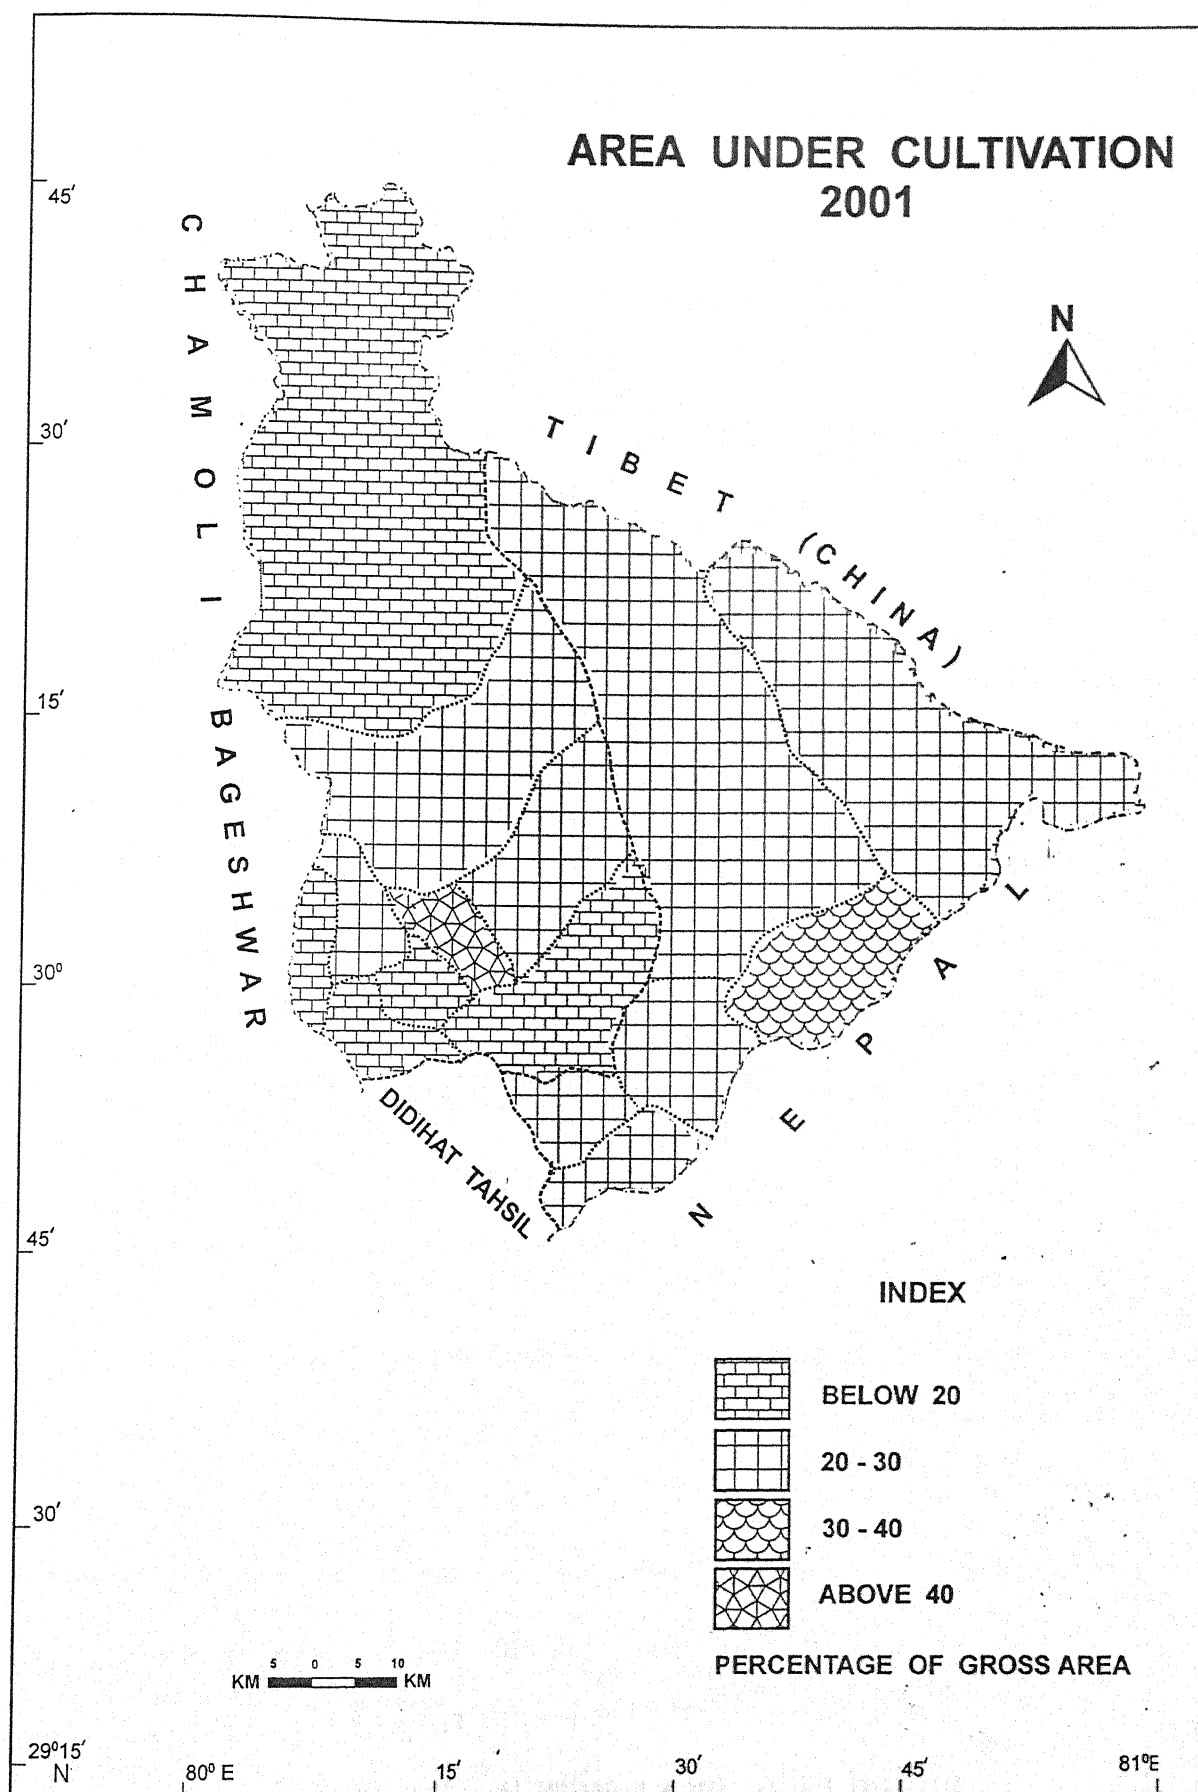 AREA UNDER CULTIVATION
2001
45′
CHAMOLI
N
30′
TIBET (CHINA)
15′
BAGESHWAR
30⁰
NEPAL
DIDIHAT TAHSIL
45′
INDEX
BELOW 20
20 - 30
30 - 40
ABOVE 40
30′
PERCENTAGE OF GROSS AREA
5 0 5 10
KM KM
29⁰15′
N
80⁰ E 15′ 30′ 45′ 81⁰E